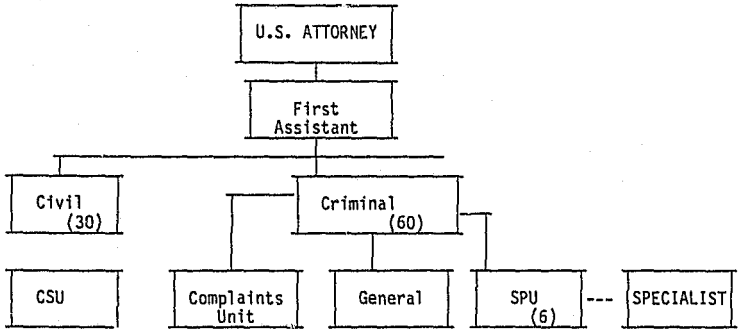 U.S. ATTORNEY
First
Assistant
Civil
(30)
Criminal
(60)
CSU
Complaints
Unit
General
SPU
(6)
---
SPECIALIST